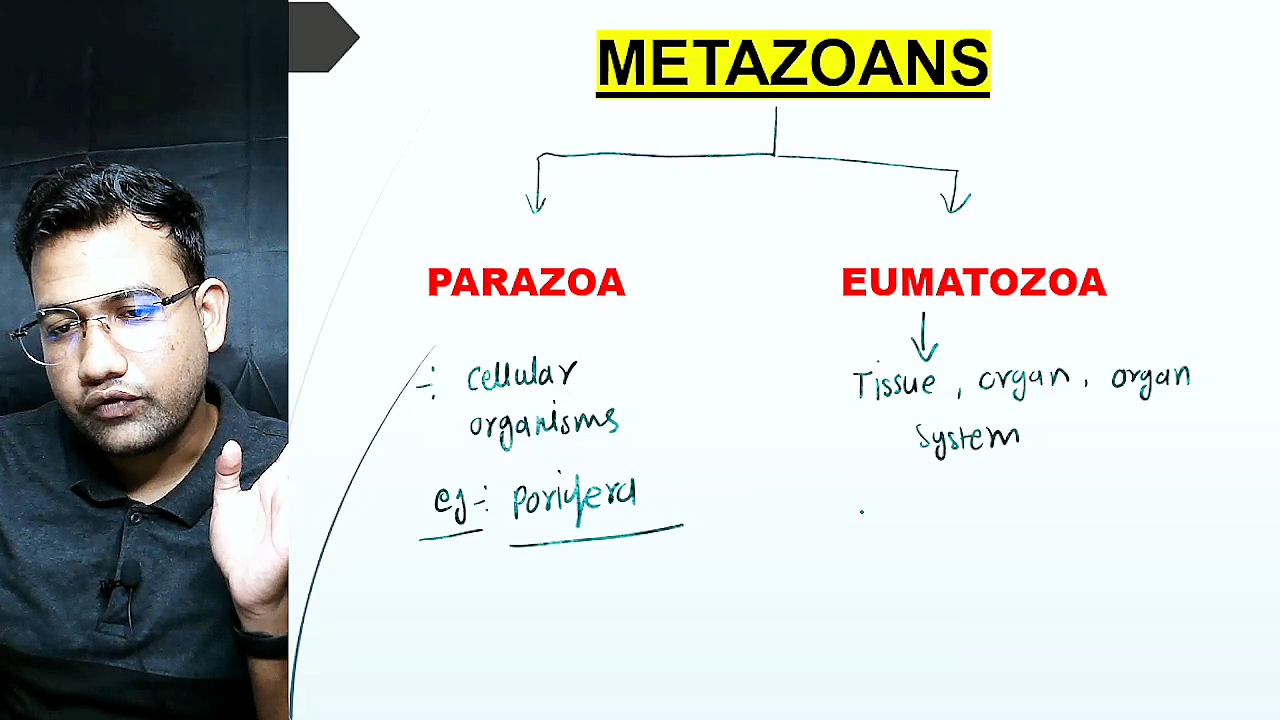 METAZOANS
PARAZOA
EUMATOZOA
-: cellular
organisms
eg -: porifera
Tissue, organ, organ
System